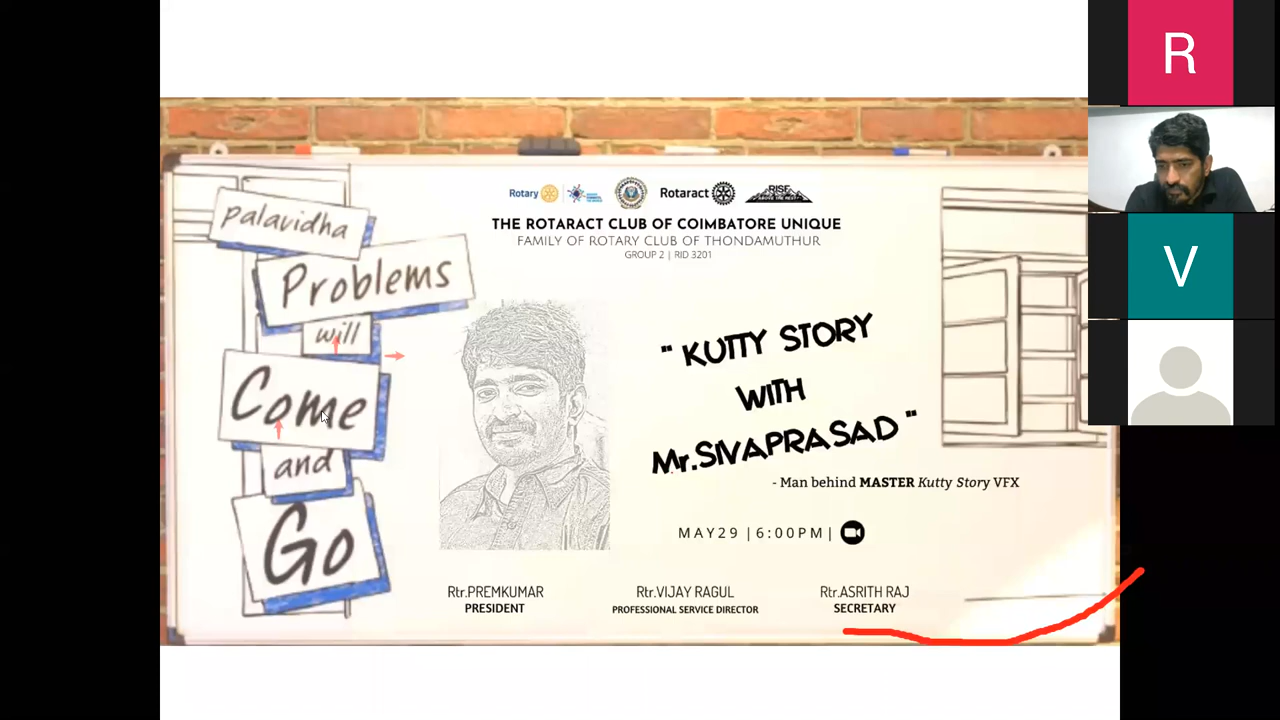 palavidha
Problems
will
Come
and
Go
Rotary
Rotaract
RISE
THE ROTARACT CLUB OF COIMBATORE UNIQUE
FAMILY OF ROTARY CLUB OF THONDAMUTHUR
GROUP 2 | RID 3201
" KUTTY STORY
WITH
Mr.SIVAPRASAD "
- Man behind MASTER Kutty Story VFX
MAY29 |6:00PM|
Rtr.PREMKUMAR
PRESIDENT
Rtr.VIJAY RAGUL
PROFESSIONAL SERVICE DIRECTOR
Rtr.ASRITH RAJ
SECRETARY
R
V